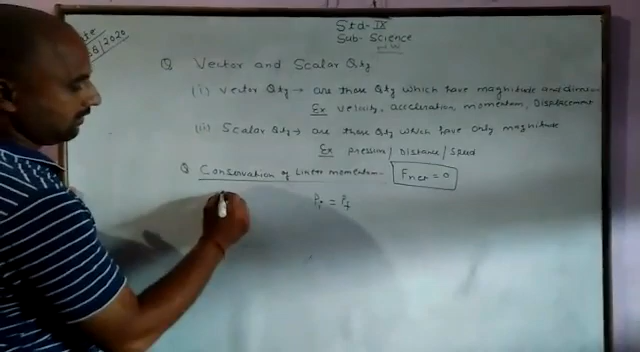 Std-IX
Sub- Science
Date
/2020
Q Vector and Scalar Qty
(i) Vector Qty → are those Qty which have magnitude and direction
Ex velocity, acceleration, momentum, Displacement
(ii) Scalar Qty → are those Qty which have only magnitude
Ex pressure / Distance / Speed
Q Conservation of Linear momentum- Fnet = 0
Pi = Pf